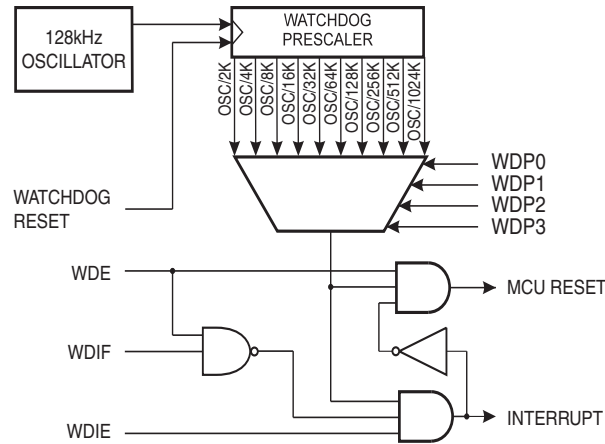 128kHz
OSCILLATOR
WATCHDOG
PRESCALER
OSC/2K
OSC/4K
OSC/8K
OSC/16K
OSC/32K
OSC/64K
OSC/128K
OSC/256K
OSC/512K
OSC/1024K
WDP0
WDP1
WDP2
WDP3
WATCHDOG
RESET
WDE
MCU RESET
WDIF
INTERRUPT
WDIE